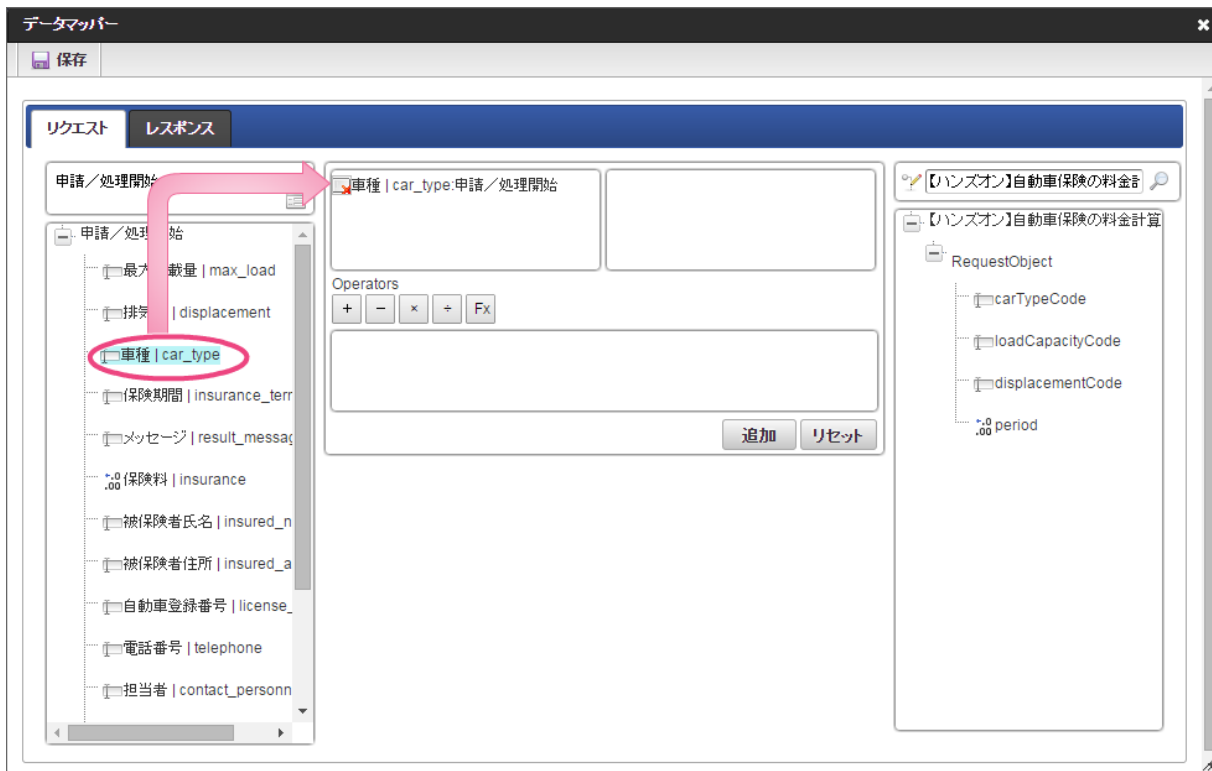 データマッパー
保存
リクエスト
レスポンス
申請／処理開始
申請／処理 始
最大 載量 | max_load
排気 | displacement
車種 | car_type
保険期間 | insurance_terr
メッセージ | result_messag
保険料 | insurance
被保険者氏名 | insured_n
被保険者住所 | insured_a
自動車登録番号 | license_
電話番号 | telephone
担当者 | contact_personn
車種 | car_type:申請／処理開始
Operators
+ − × ÷ Fx
追加 リセット
【ハンズオン】自動車保険の料金計
【ハンズオン】自動車保険の料金計算
RequestObject
carTypeCode
loadCapacityCode
displacementCode
period